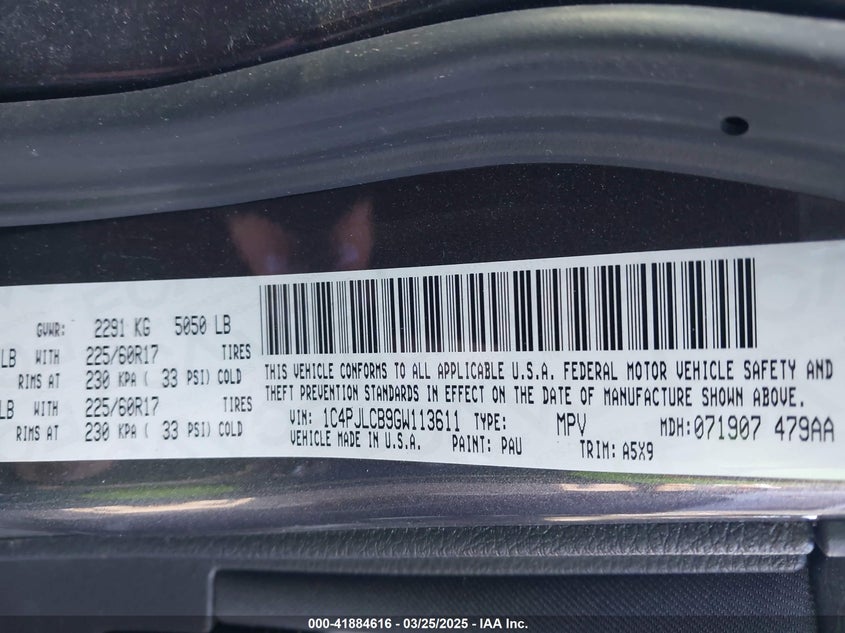 GVWR: 2291 KG 5050 LB
LB WITH 225/60R17 TIRES
RIMS AT 230 KPA ( 33 PSI) COLD
LB WITH 225/60R17 TIRES
RIMS AT 230 KPA ( 33 PSI) COLD
THIS VEHICLE CONFORMS TO ALL APPLICABLE U.S.A. FEDERAL MOTOR VEHICLE SAFETY AND
THEFT PREVENTION STANDARDS IN EFFECT ON THE DATE OF MANUFACTURE SHOWN ABOVE.
VIN: 1C4PJLCB9GW113611 TYPE: MPV MDH: 071907 479AA
VEHICLE MADE IN U.S.A. PAINT: PAU TRIM: A5X9
000-41884616 - 03/25/2025 - IAA Inc.